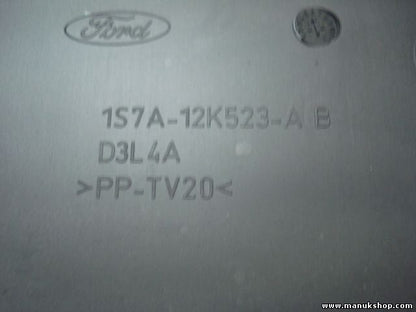 Ford
1S7A-12K523-A B
D3L4A
>PP-TV20<
www.manukshop.com